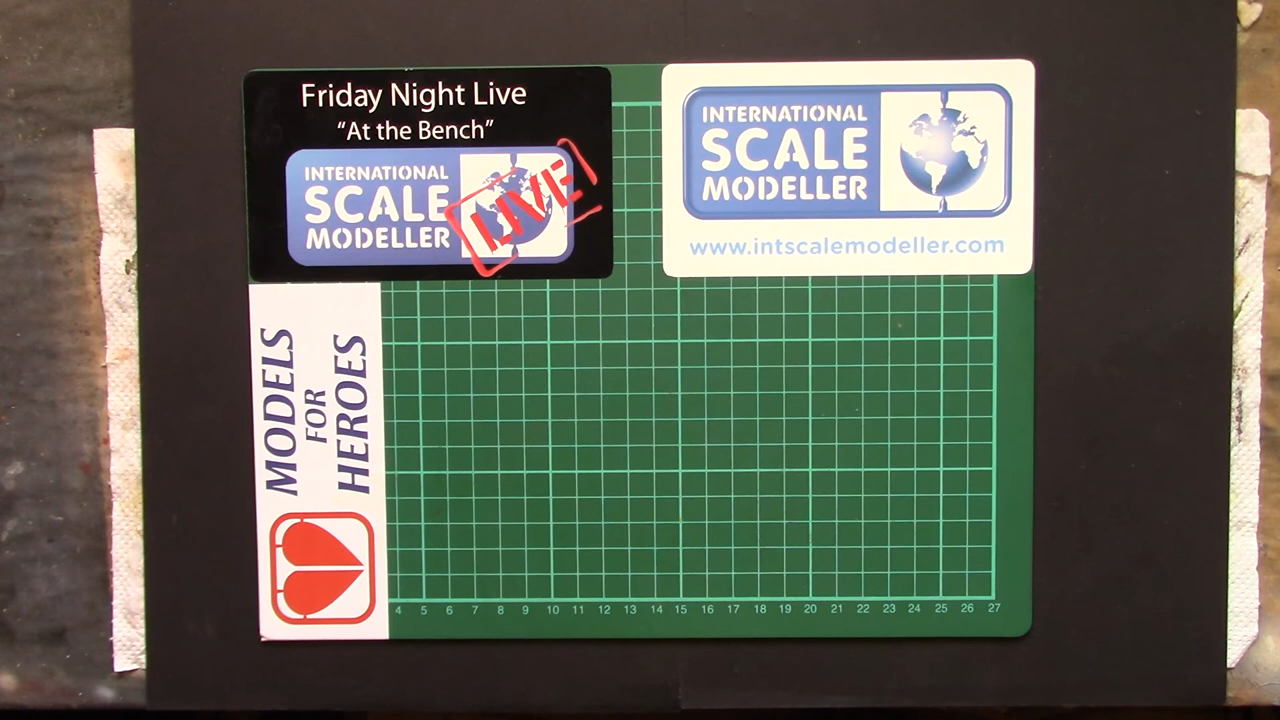 Friday Night Live
“At the Bench”
INTERNATIONAL
SCALE
MODELLER
LIVE
INTERNATIONAL
SCALE
MODELLER
www.intscalemodeller.com
MODELS
FOR
HEROES
4 5 6 7 8 9 10 11 12 13 14 15 16 17 18 19 20 21 22 23 24 25 26 27